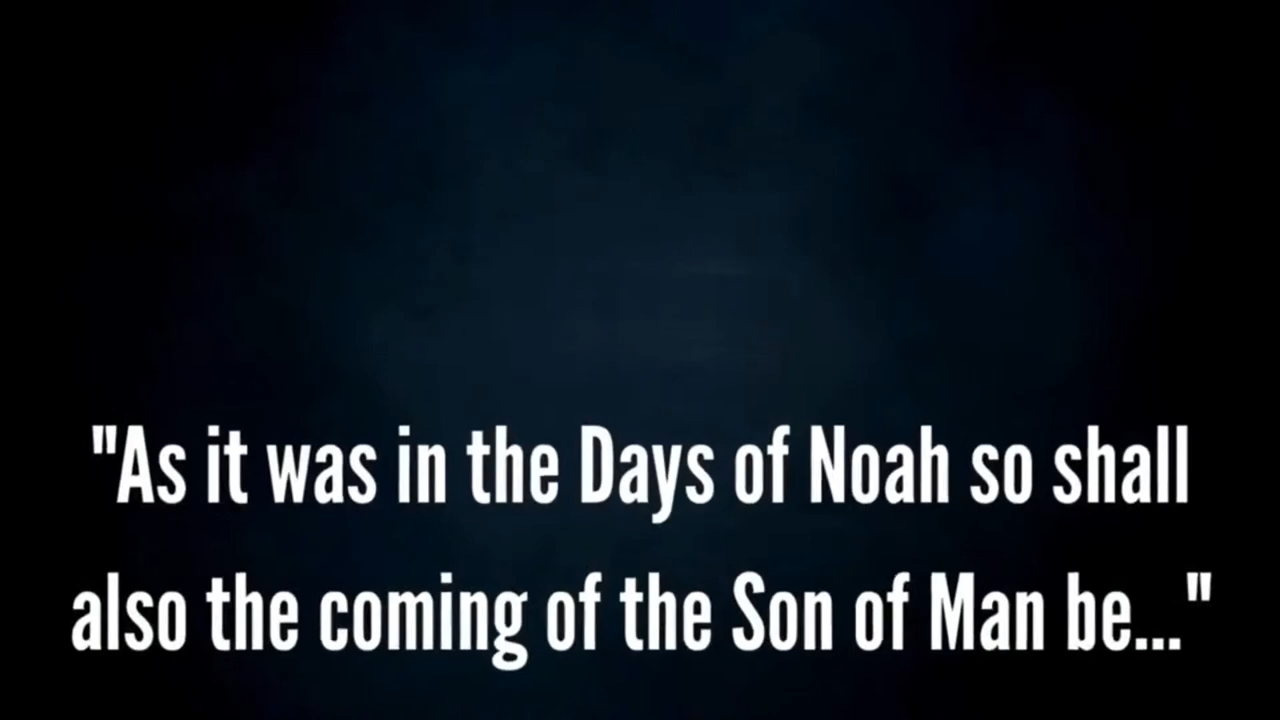 "As it was in the Days of Noah so shall
also the coming of the Son of Man be..."